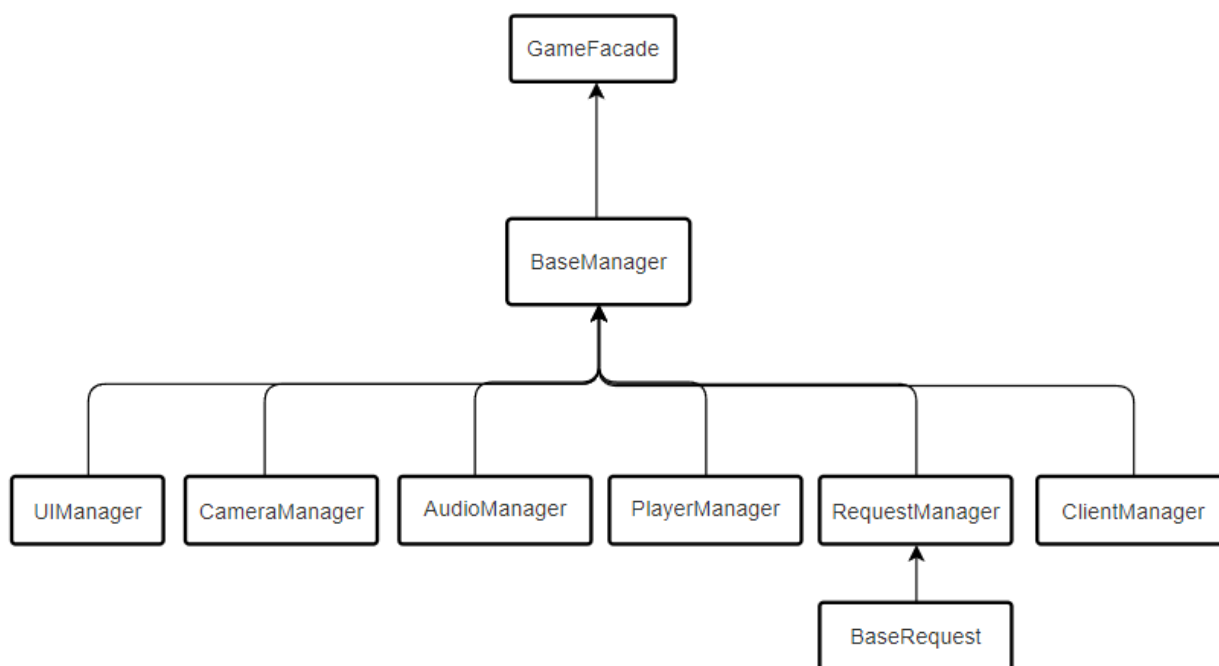 GameFacade
BaseManager
UIManager
CameraManager
AudioManager
PlayerManager
RequestManager
ClientManager
BaseRequest